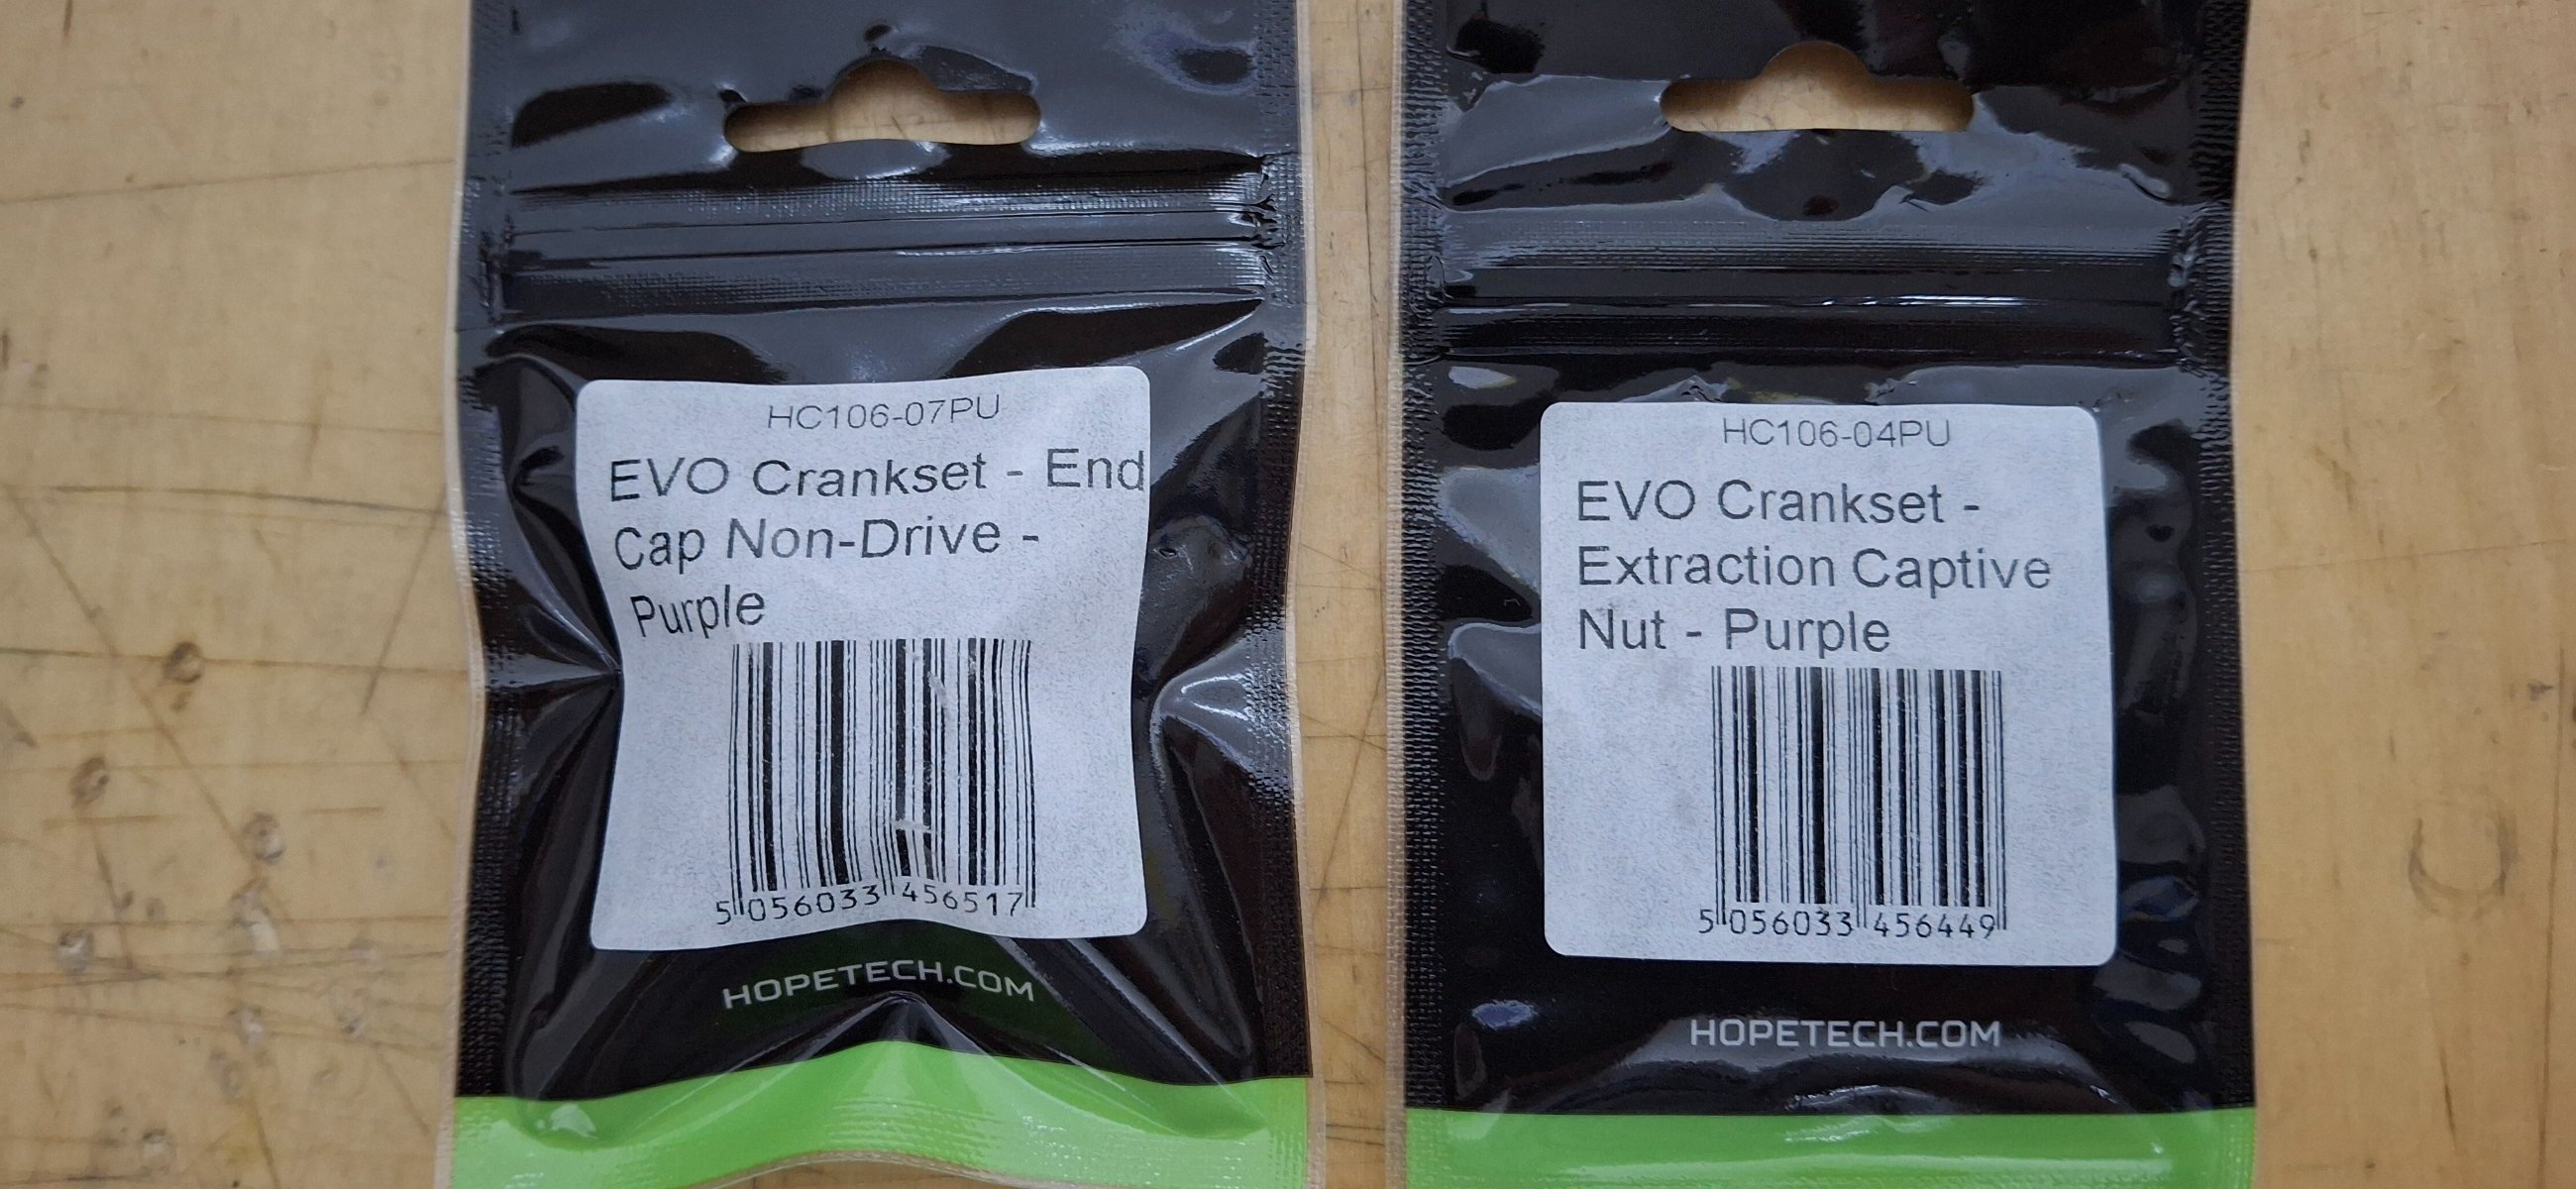 HC106-07PU
EVO Crankset - End
Cap Non-Drive -
Purple
5 056033 456517
HOPETECH.COM
HC106-04PU
EVO Crankset -
Extraction Captive
Nut - Purple
5 056033 456449
HOPETECH.COM